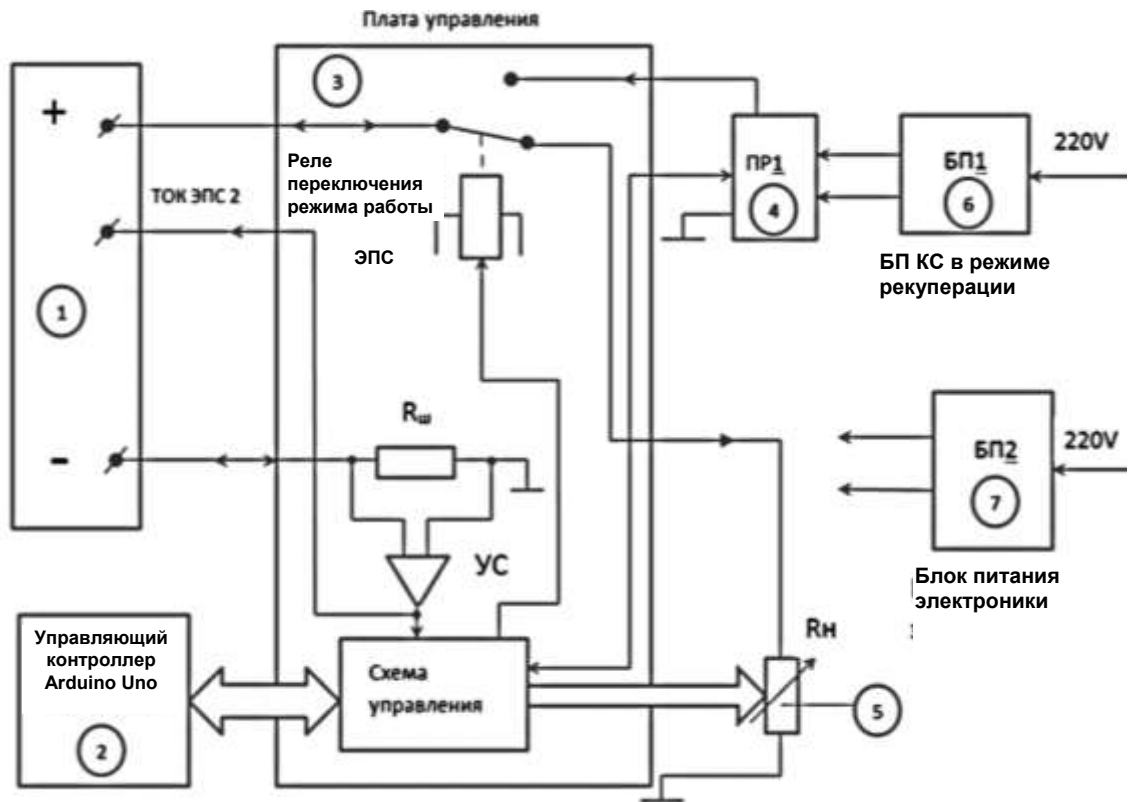 Плата управления
3
+
Реле
переключения
режима работы
ЭПС
ТОК ЭПС 2
1
-
ПР1
4
БП1
6
220V
БП КС в режиме
рекуперации
БП2
7
220V
Блок питания
электроники
Rш
УС
Управляющий
контроллер
Arduino Uno
2
Схема
управления
Rн
5